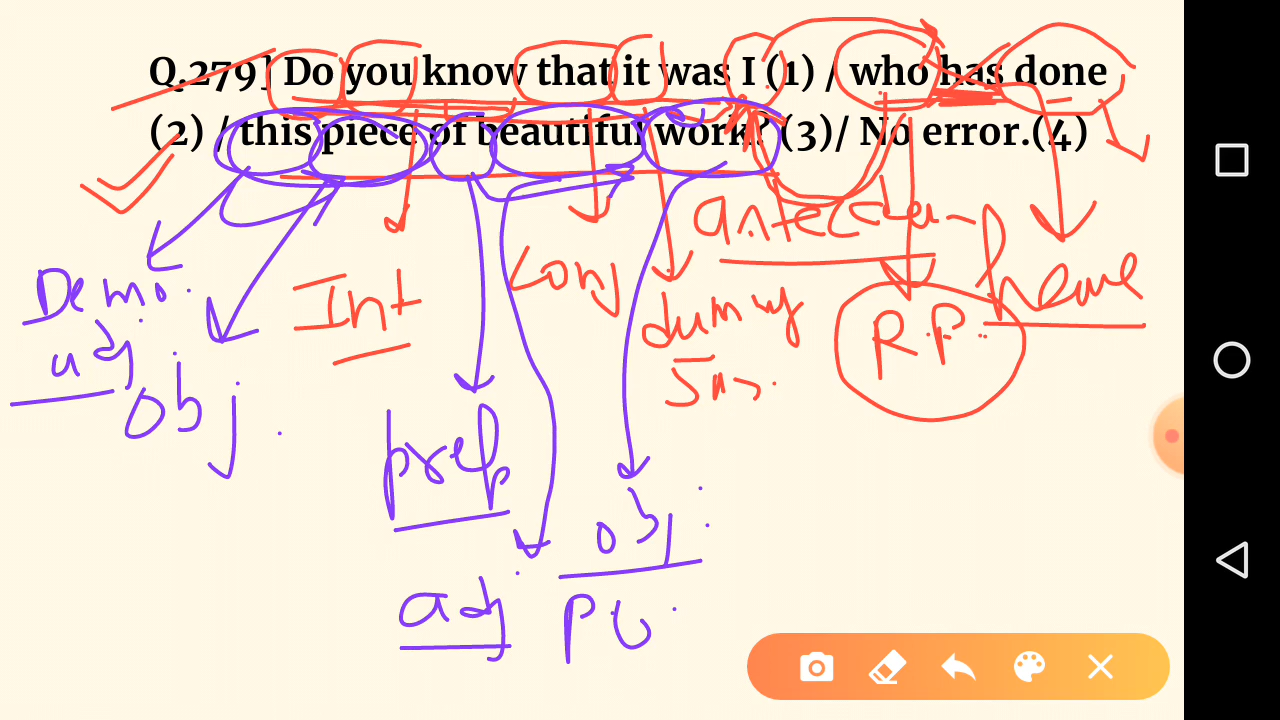 Q.279] Do you know that it was I (1) / who has done
(2) / this piece of beautiful work? (3)/ No error.(4)
Demo.
adj
obj.
Int
Conj
dummy
Sub.
R.P.
have
prep
adj
obj